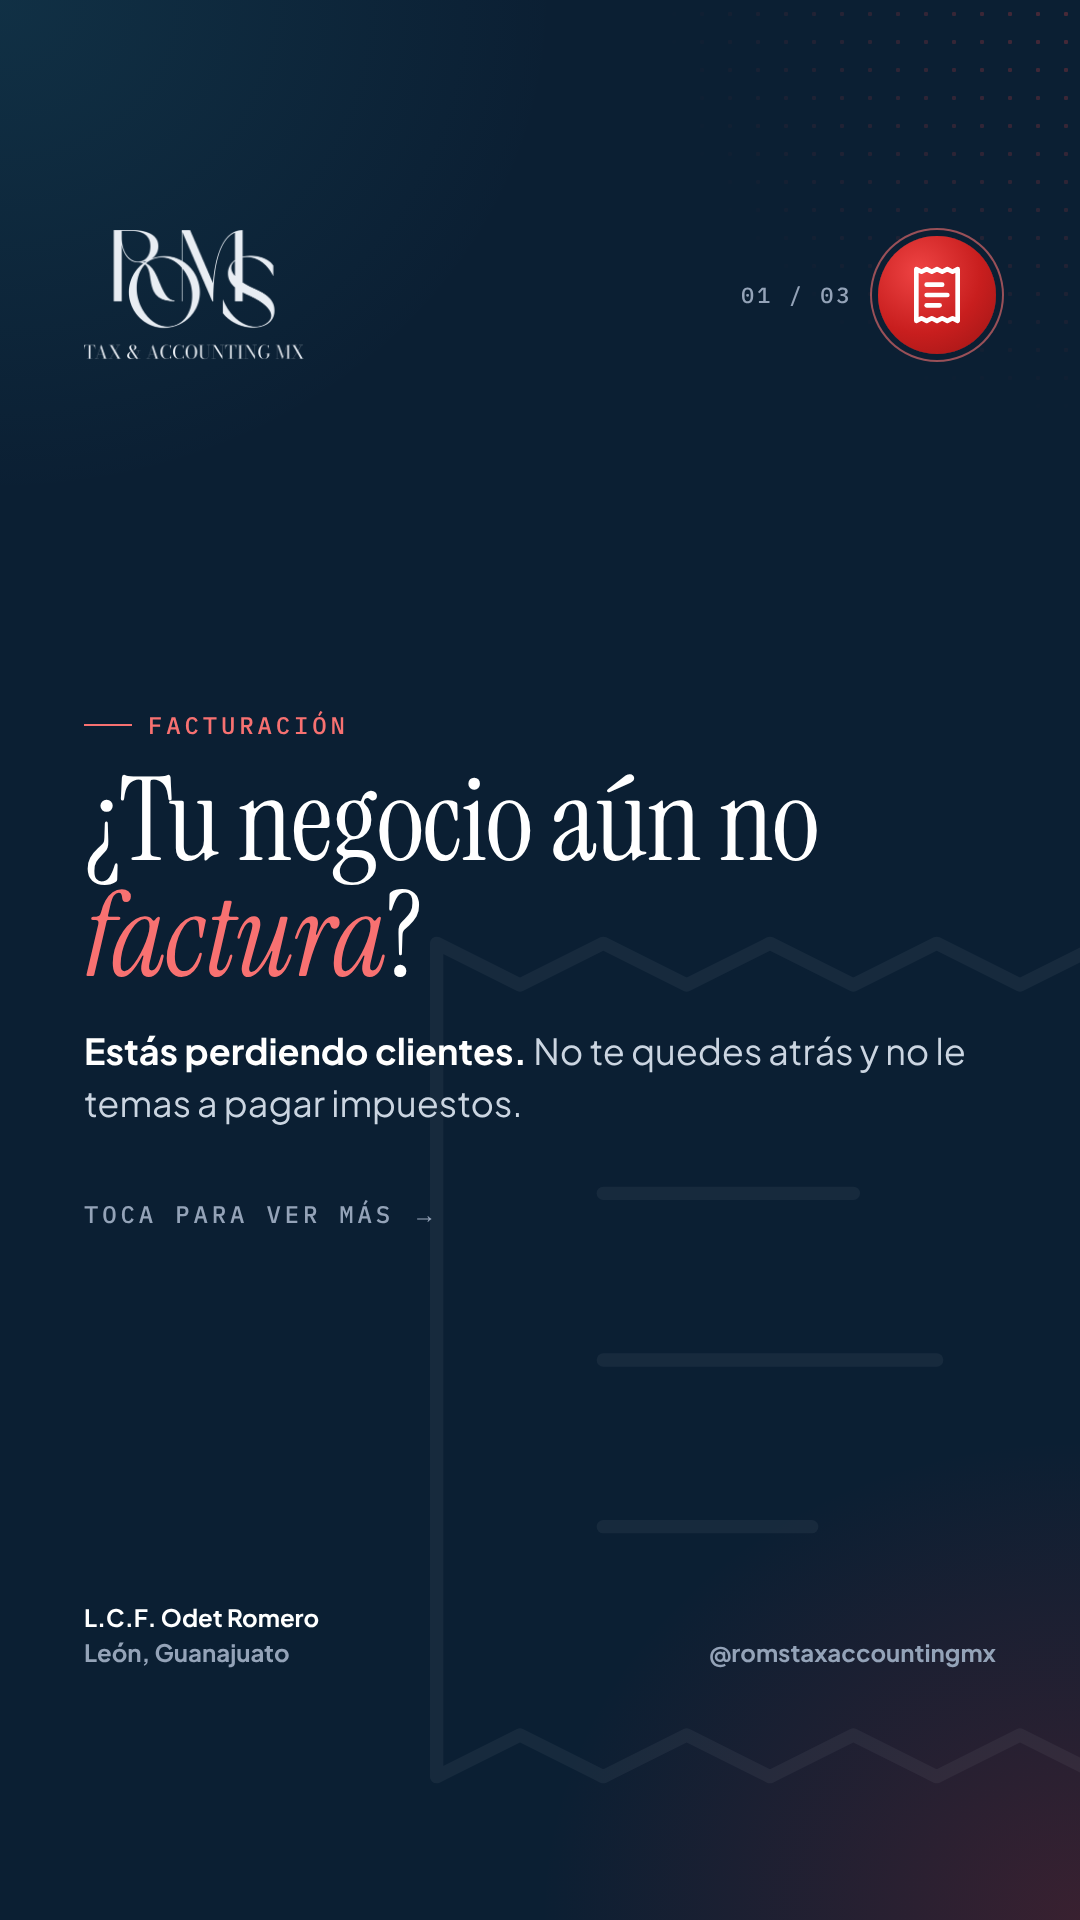 ROMS
TAX & ACCOUNTING MX
01 / 03
FACTURACIÓN
¿Tu negocio aún no
factura?
Estás perdiendo clientes. No te quedes atrás y no le
temas a pagar impuestos.
TOCA PARA VER MÁS →
L.C.F. Odet Romero
León, Guanajuato
@romstaxaccountingmx